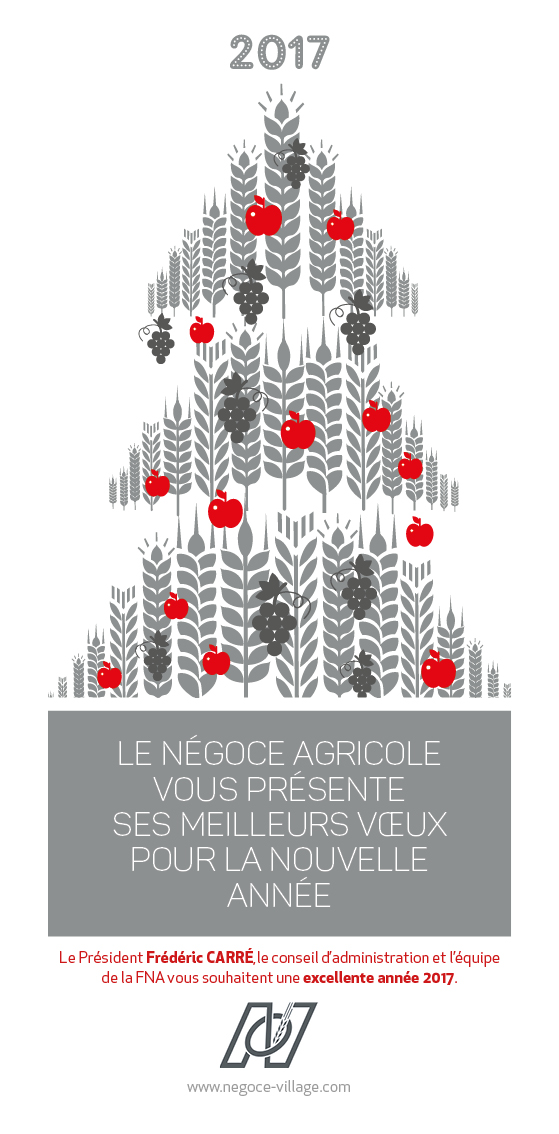 2017
LE NÉGOCE AGRICOLE
VOUS PRÉSENTE
SES MEILLEURS VŒUX
POUR LA NOUVELLE
ANNÉE
Le Président Frédéric CARRÉ, le conseil d'administration et l'équipe
de la FNA vous souhaitent une excellente année 2017.
www.negoce-village.com